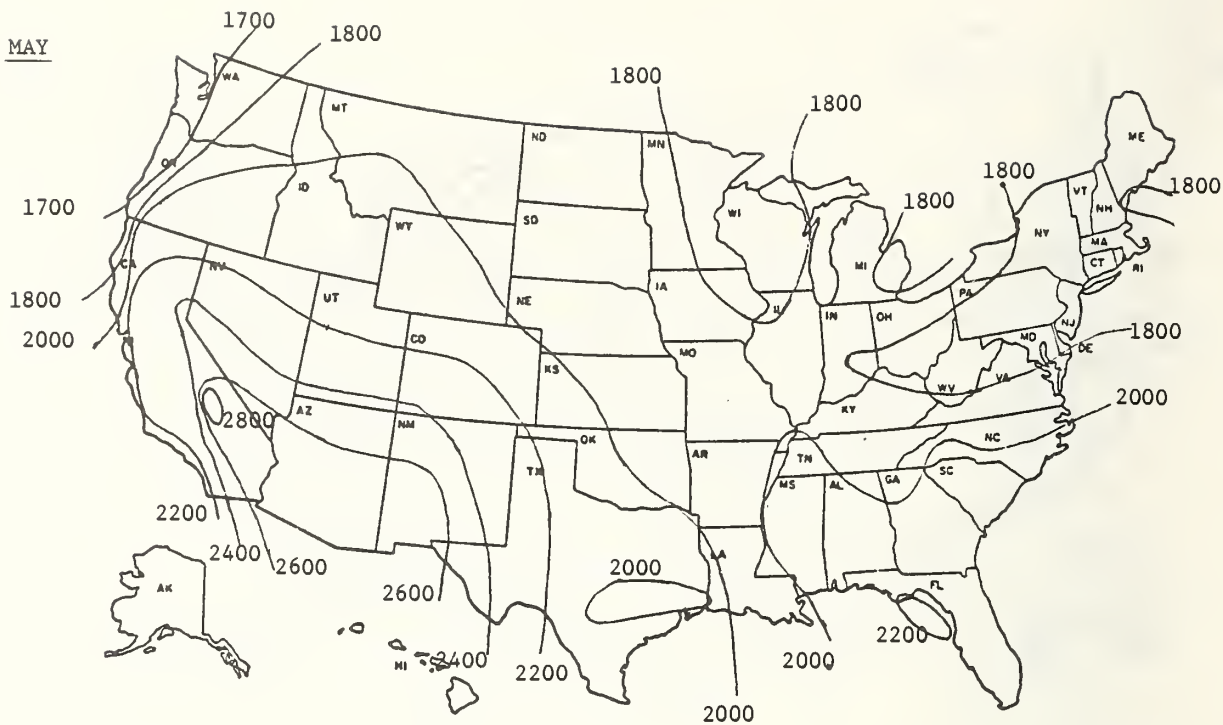 MAY
1700
1800
1800
1800
1800
1800
1800
1700
1800
2000
1800
2000
2800
2200
2400
2600
2600
2400
2200
2000
2000
2000
2200
WA
MT
ND
MN
ME
OR
ID
SD
WI
VT
NH
WY
MI
NY
MA
CT
RI
CA
NV
UT
NE
IA
IL
IN
OH
PA
NJ
MD
DE
CO
KS
MO
WV
VA
KY
AZ
NM
OK
TX
AR
TN
NC
SC
MS
AL
GA
LA
FL
AK
HI